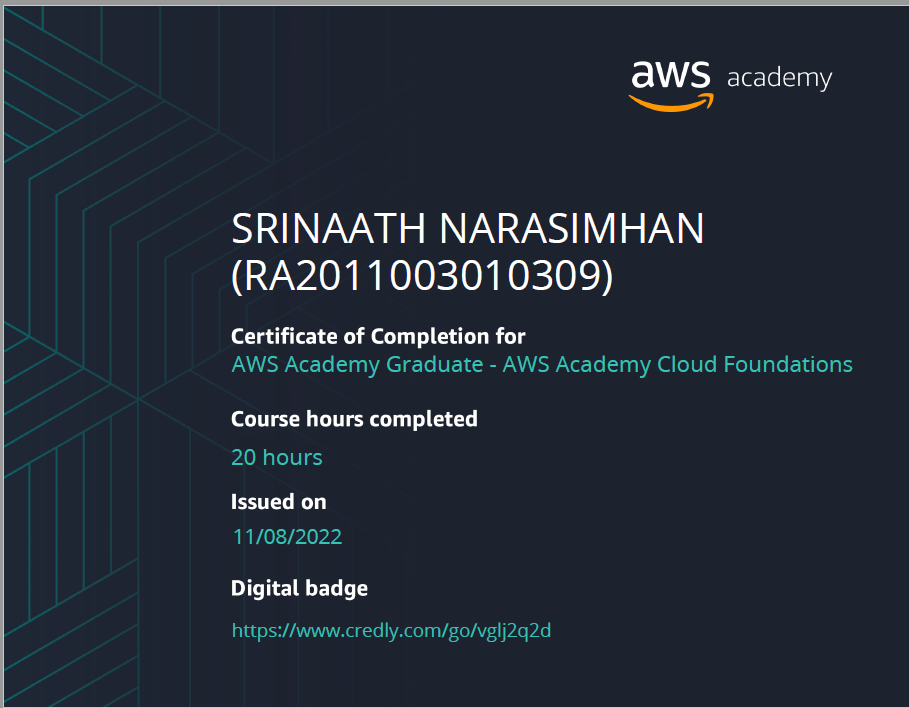 aws academy
SRINAATH NARASIMHAN
(RA2011003010309)
Certificate of Completion for
AWS Academy Graduate - AWS Academy Cloud Foundations
Course hours completed
20 hours
Issued on
11/08/2022
Digital badge
https://www.credly.com/go/vglj2q2d